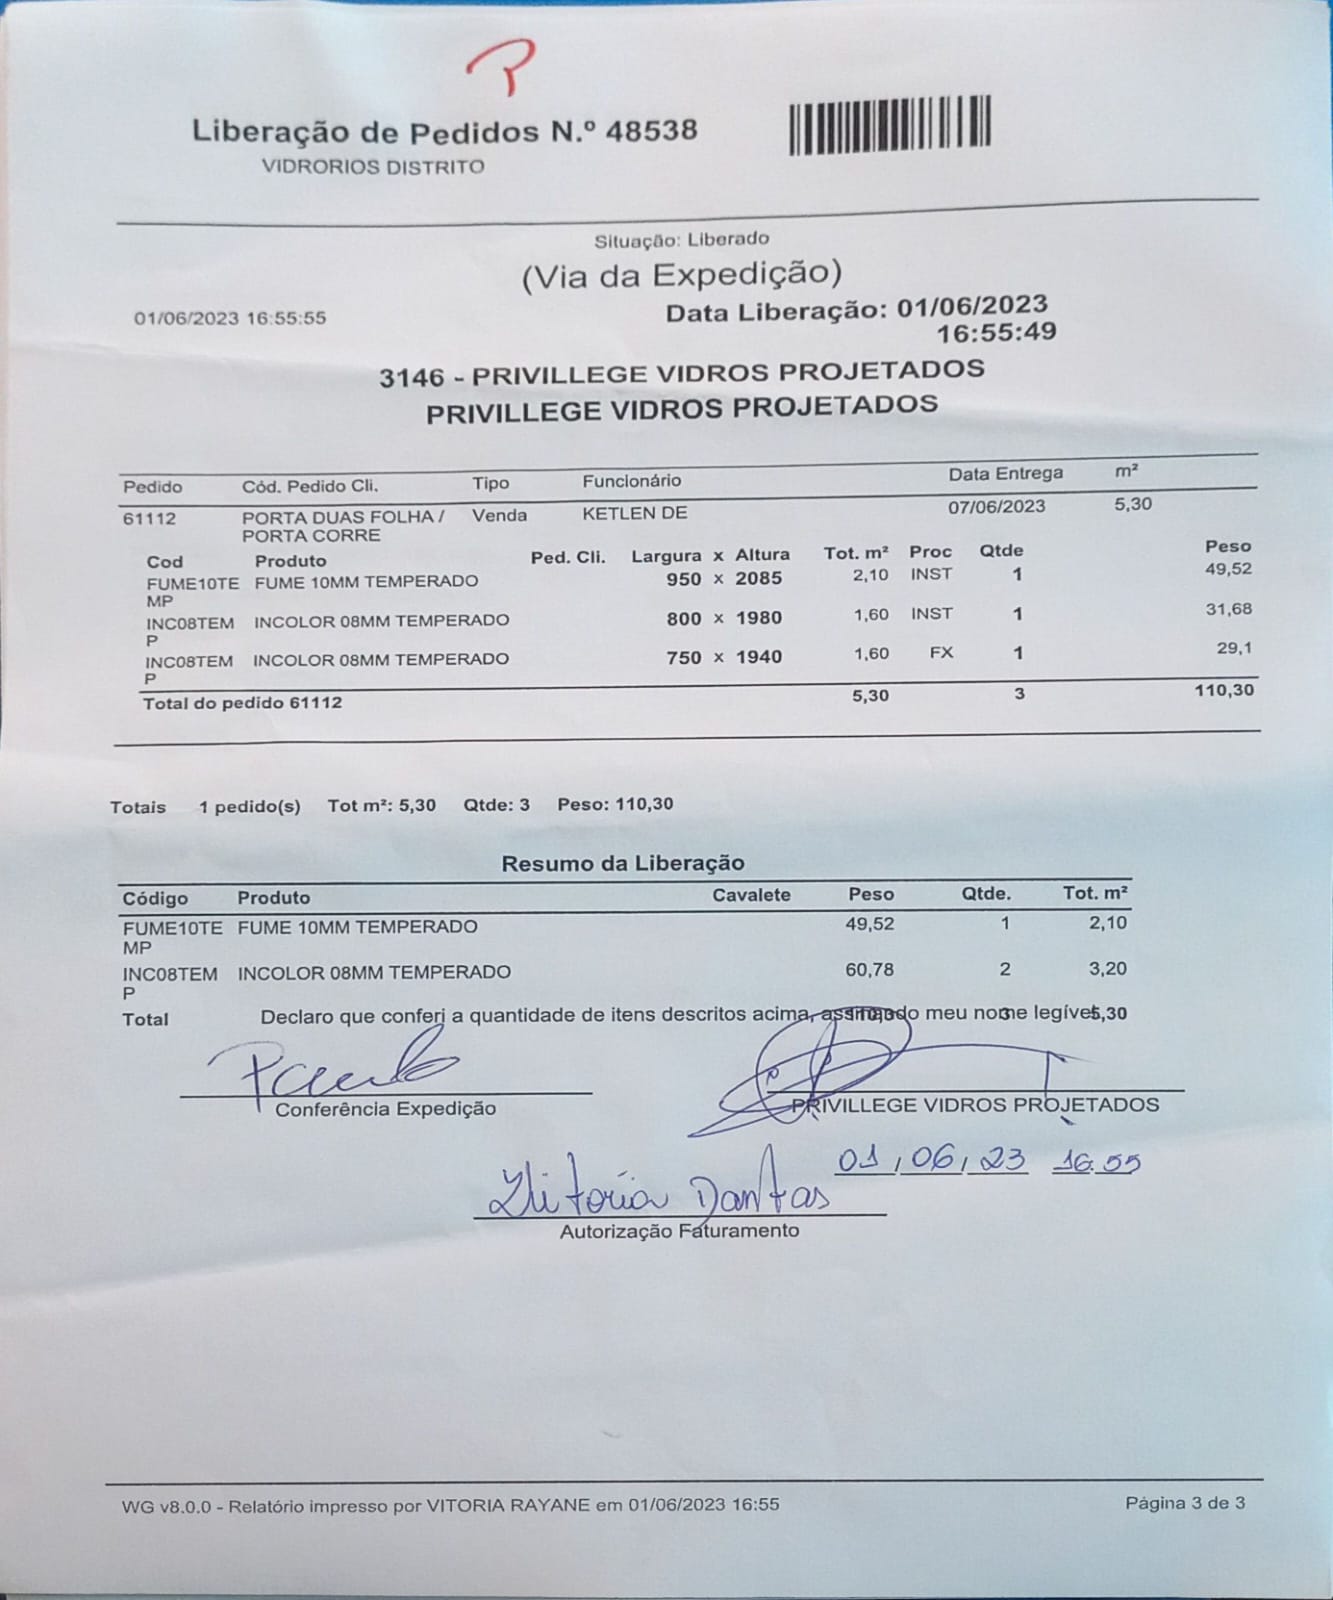 Liberação de Pedidos N.º 48538
VIDRORIOS DISTRITO
Situação: Liberado
(Via da Expedição)
01/06/2023 16:55:55
Data Liberação: 01/06/2023
16:55:49
3146 - PRIVILLEGE VIDROS PROJETADOS
PRIVILLEGE VIDROS PROJETADOS
Pedido Cód. Pedido Cli. Tipo Funcionário Data Entrega m²
61112 PORTA DUAS FOLHA / Venda KETLEN DE 07/06/2023 5,30
PORTA CORRE
Cod Produto Ped. Cli. Largura x Altura Tot. m² Proc Qtde Peso
FUME10TE FUME 10MM TEMPERADO 950 x 2085 2,10 INST 1 49,52
MP
INC08TEM INCOLOR 08MM TEMPERADO 800 x 1980 1,60 INST 1 31,68
P
INC08TEM INCOLOR 08MM TEMPERADO 750 x 1940 1,60 FX 1 29,1
P
Total do pedido 61112 5,30 3 110,30
Totais 1 pedido(s) Tot m²: 5,30 Qtde: 3 Peso: 110,30
Resumo da Liberação
Código Produto Cavalete Peso Qtde. Tot. m²
FUME10TE FUME 10MM TEMPERADO 49,52 1 2,10
MP
INC08TEM INCOLOR 08MM TEMPERADO 60,78 2 3,20
P
Total Declaro que conferi a quantidade de itens descritos acima, assinando meu nome legível 5,30
Paulo
Conferência Expedição
PRIVILLEGE VIDROS PROJETADOS
01/06/23 16:55
Vitoria Dantas
Autorização Faturamento
WG v8.0.0 - Relatório impresso por VITORIA RAYANE em 01/06/2023 16:55
Página 3 de 3